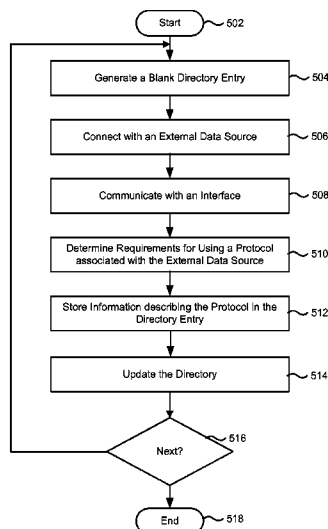 Start
502
Generate a Blank Directory Entry
504
Connect with an External Data Source
506
Communicate with an Interface
508
Determine Requirements for Using a Protocol
associated with the External Data Source
510
Store Information describing the Protocol in the
Directory Entry
512
Update the Directory
514
Next?
516
End
518